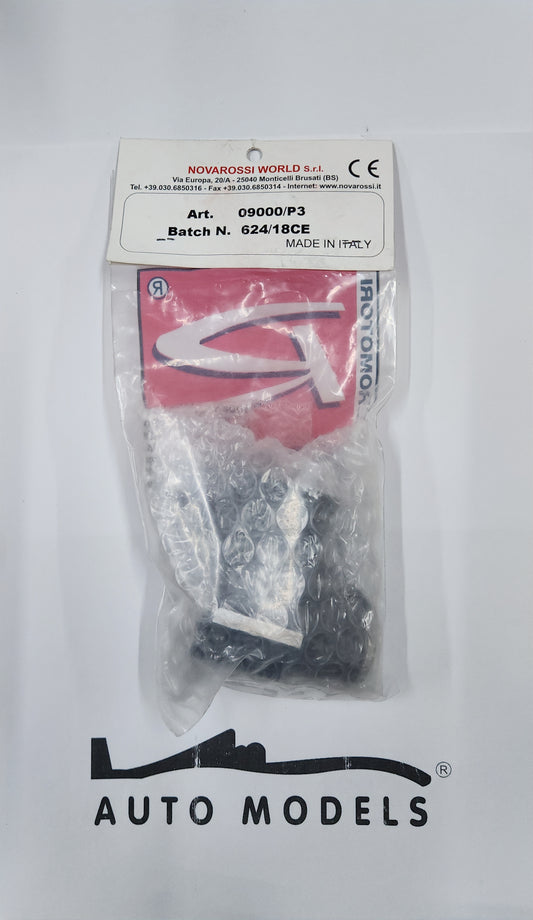 NOVAROSSI WORLD S.r.l.
Via Europa, 20/A - 25040 Monticelli Brusati (BS)
Tel. +39.030.6850316 - Fax +39.030.6850314 - Internet: www.novarossi.it
CE
Art. 09000/P3
Batch N. 624/18CE
MADE IN ITALY
®
®
AUTO MODELS